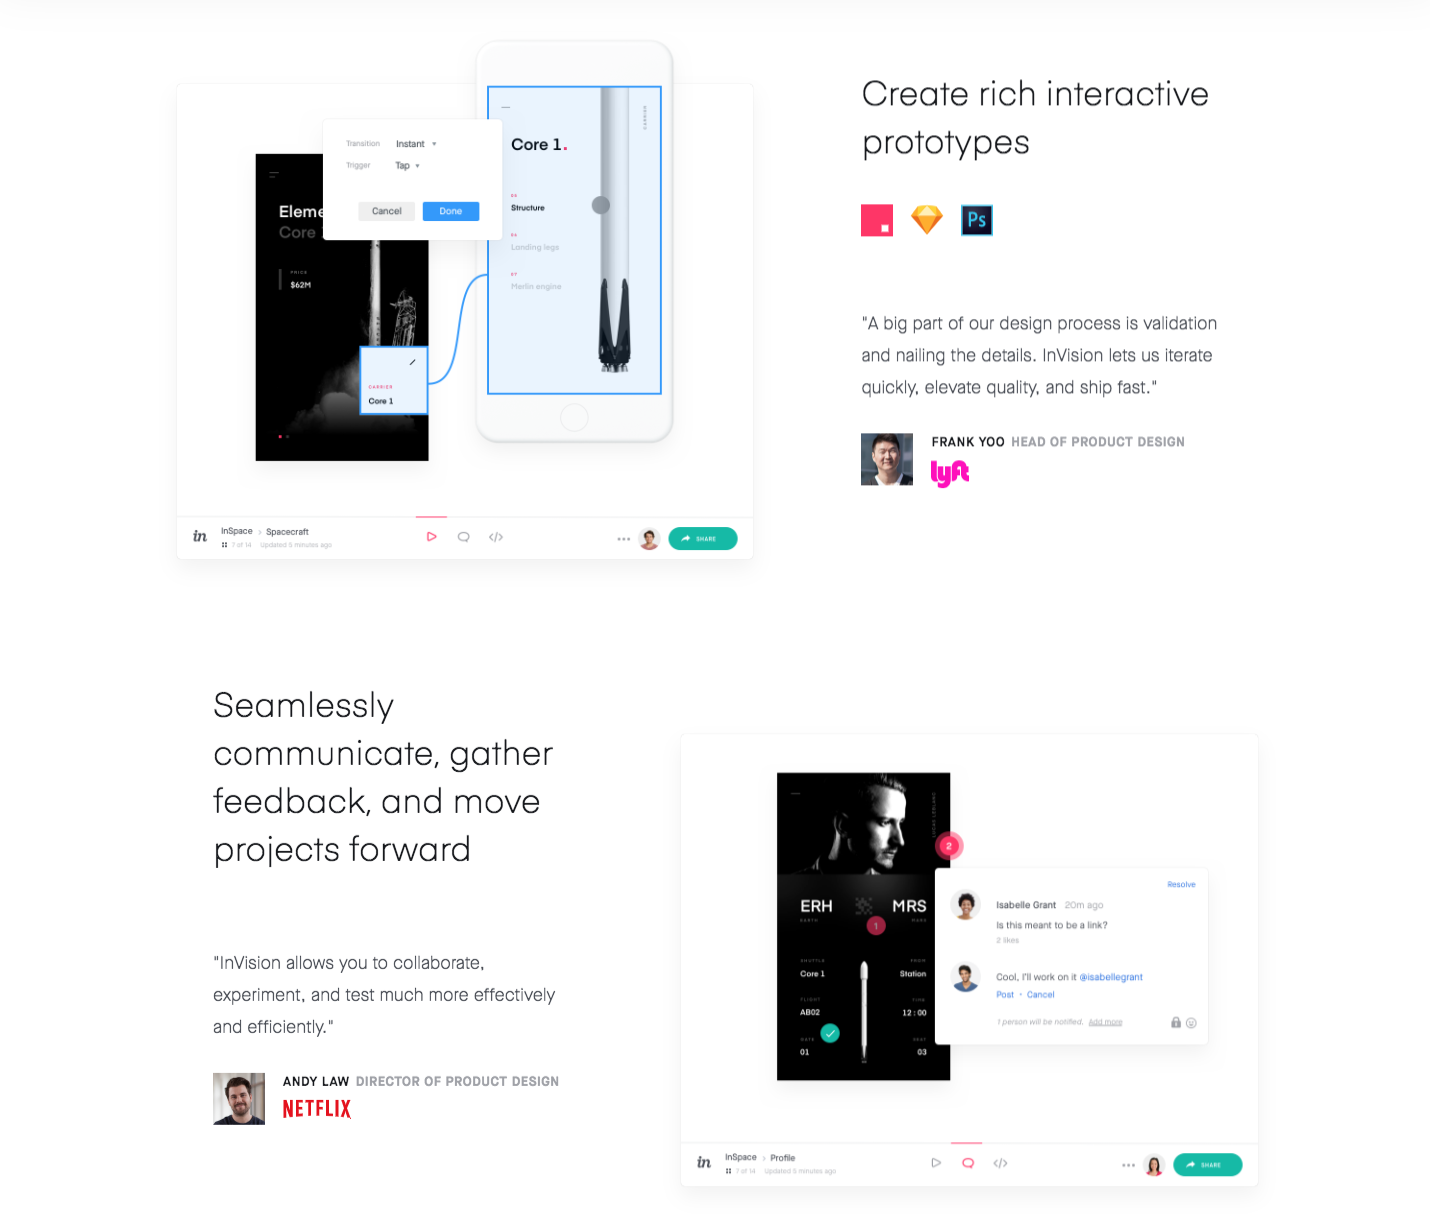 Create rich interactive
prototypes
Ps
"A big part of our design process is validation
and nailing the details. InVision lets us iterate
quickly, elevate quality, and ship fast."
FRANK YOO HEAD OF PRODUCT DESIGN
lyft
Transition Instant
Trigger Tap
Cancel Done
Eleme
Core
PRICE
$62M
CARRIER
Core 1
CARRIER
Core 1.
Structure
Landing legs
Merlin engine
in
InSpace > Spacecraft
7 of 14 Updated 5 minutes ago
SHARE
Seamlessly
communicate, gather
feedback, and move
projects forward
"InVision allows you to collaborate,
experiment, and test much more effectively
and efficiently."
ANDY LAW DIRECTOR OF PRODUCT DESIGN
NETFLIX
LUCAS LEBLANC
2
ERH MRS
EARTH MARS
1
SHUTTLE FROM
Core 1 Station
FLIGHT TIME
AB02 12 : 00
GATE SEAT
01 03
Resolve
Isabelle Grant 20m ago
Is this meant to be a link?
2 likes
Cool, I'll work on it @isabellegrant
Post • Cancel
1 person will be notified. Add more
in
InSpace > Profile
7 of 14 Updated 5 minutes ago
SHARE